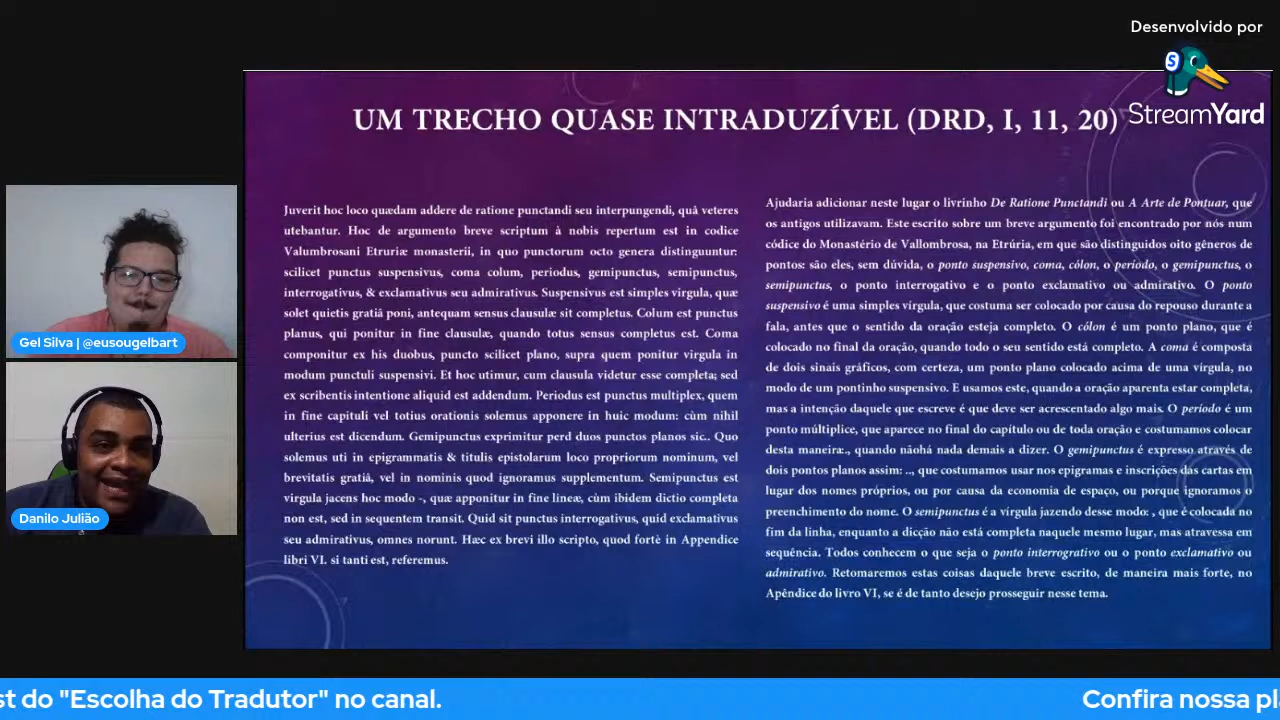 Desenvolvido por
StreamYard
UM TRECHO QUASE INTRADUZÍVEL (DRD, I, 11, 20)
Juverit hoc loco quædam addere de ratione punctandi seu interpungendi, quà veteres
utebantur. Hoc de argumento breve scriptum à nobis repertum est in codice
Valumbrosani Etruriæ monasterii, in quo punctorum octo genera distinguuntur:
scilicet punctus suspensivus, coma colum, periodus, gemipunctus, semipunctus,
interrogativus, & exclamativus seu admirativus. Suspensivus est simples virgula, quæ
solet quietis gratiâ poni, antequam sensus clausulæ sit completus. Colum est punctus
planus, qui ponitur in fine clausulæ, quando totus sensus completus est. Coma
componitur ex his duobus, puncto scilicet plano, supra quem ponitur virgula in
modum punctuli suspensivi. Et hoc utimur, cum clausula videtur esse completa; sed
ex scribentis intentione aliquid est addendum. Periodus est punctus multiplex, quem
in fine capituli vel totius orationis solemus apponere in huic modum: cùm nihil
ulterius est dicendum. Gemipunctus exprimitur perd duos punctos planos sic.. Quo
solemus uti in epigrammatis & titulis epistolarum loco propriorum nominum, vel
brevitatis gratiâ, vel in nominis quod ignoramus supplementum. Semipunctus est
virgula jacens hoc modo -, quæ apponitur in fine lineæ, cùm ibidem dictio completa
non est, sed in sequentem transit. Quid sit punctus interrogativus, quid exclamativus
seu admirativus, omnes norunt. Hæc ex brevi illo scripto, quod fortè in Appendice
libri VI. si tanti est, referemus.
Ajudaria adicionar neste lugar o livrinho De Ratione Punctandi ou A Arte de Pontuar, que
os antigos utilizavam. Este escrito sobre um breve argumento foi encontrado por nós num
códice do Monastério de Vallombrosa, na Etrúria, em que são distinguidos oito gêneros de
pontos: são eles, sem dúvida, o ponto suspensivo, coma, cólon, o período, o gemipunctus, o
semipunctus, o ponto interrogativo e o ponto exclamativo ou admirativo. O ponto
suspensivo é uma simples vírgula, que costuma ser colocado por causa do repouso durante a
fala, antes que o sentido da oração esteja completo. O cólon é um ponto plano, que é
colocado no final da oração, quando todo o seu sentido está completo. A coma é composta
de dois sinais gráficos, com certeza, um ponto plano colocado acima de uma vírgula, no
modo de um pontinho suspensivo. E usamos este, quando a oração aparenta estar completa,
mas a intenção daquele que escreve é que deve ser acrescentado algo mais. O período é um
ponto múltiplice, que aparece no final do capítulo ou de toda oração e costumamos colocar
desta maneira:., quando nãohá nada demais a dizer. O gemipunctus é expresso através de
dois pontos planos assim: .., que costumamos usar nos epigramas e inscrições das cartas em
lugar dos nomes próprios, ou por causa da economia de espaço, ou porque ignoramos o
preenchimento do nome. O semipunctus é a vírgula jazendo desse modo: , que é colocada no
fim da linha, enquanto a dicção não está completa naquele mesmo lugar, mas atravessa em
sequência. Todos conhecem o que seja o ponto interrogrativo ou o ponto exclamativo ou
admirativo. Retomaremos estas coisas daquele breve escrito, de maneira mais forte, no
Apêndice do livro VI, se é de tanto desejo prosseguir nesse tema.
Gel Silva | @eusougelbart
Danilo Julião
st do "Escolha do Tradutor" no canal.
Confira nossa pl